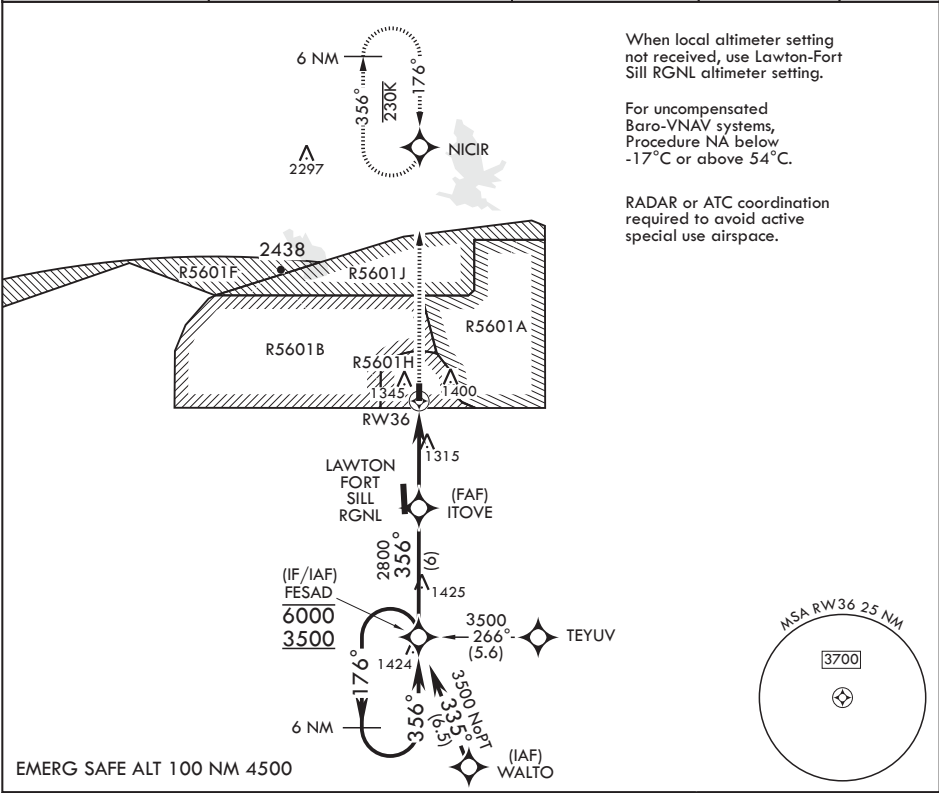 6 NM
356°
230K
176°
NICIR
2297
When local altimeter setting
not received, use Lawton-Fort
Sill RGNL altimeter setting.
For uncompensated
Baro-VNAV systems,
Procedure NA below
-17°C or above 54°C.
RADAR or ATC coordination
required to avoid active
special use airspace.
2438
R5601F
R5601J
R5601A
R5601B
R5601H
1345
1400
RW36
1315
LAWTON
FORT
SILL
RGNL
(FAF)
ITOVE
2800
356°
(6)
1425
(IF/IAF)
FESAD
6000
3500
3500
266°
(5.6)
TEYUV
1424
176°
356°
3500 NoPT
335°
(6.5)
6 NM
(IAF)
WALTO
MSA RW36 25 NM
3700
EMERG SAFE ALT 100 NM 4500